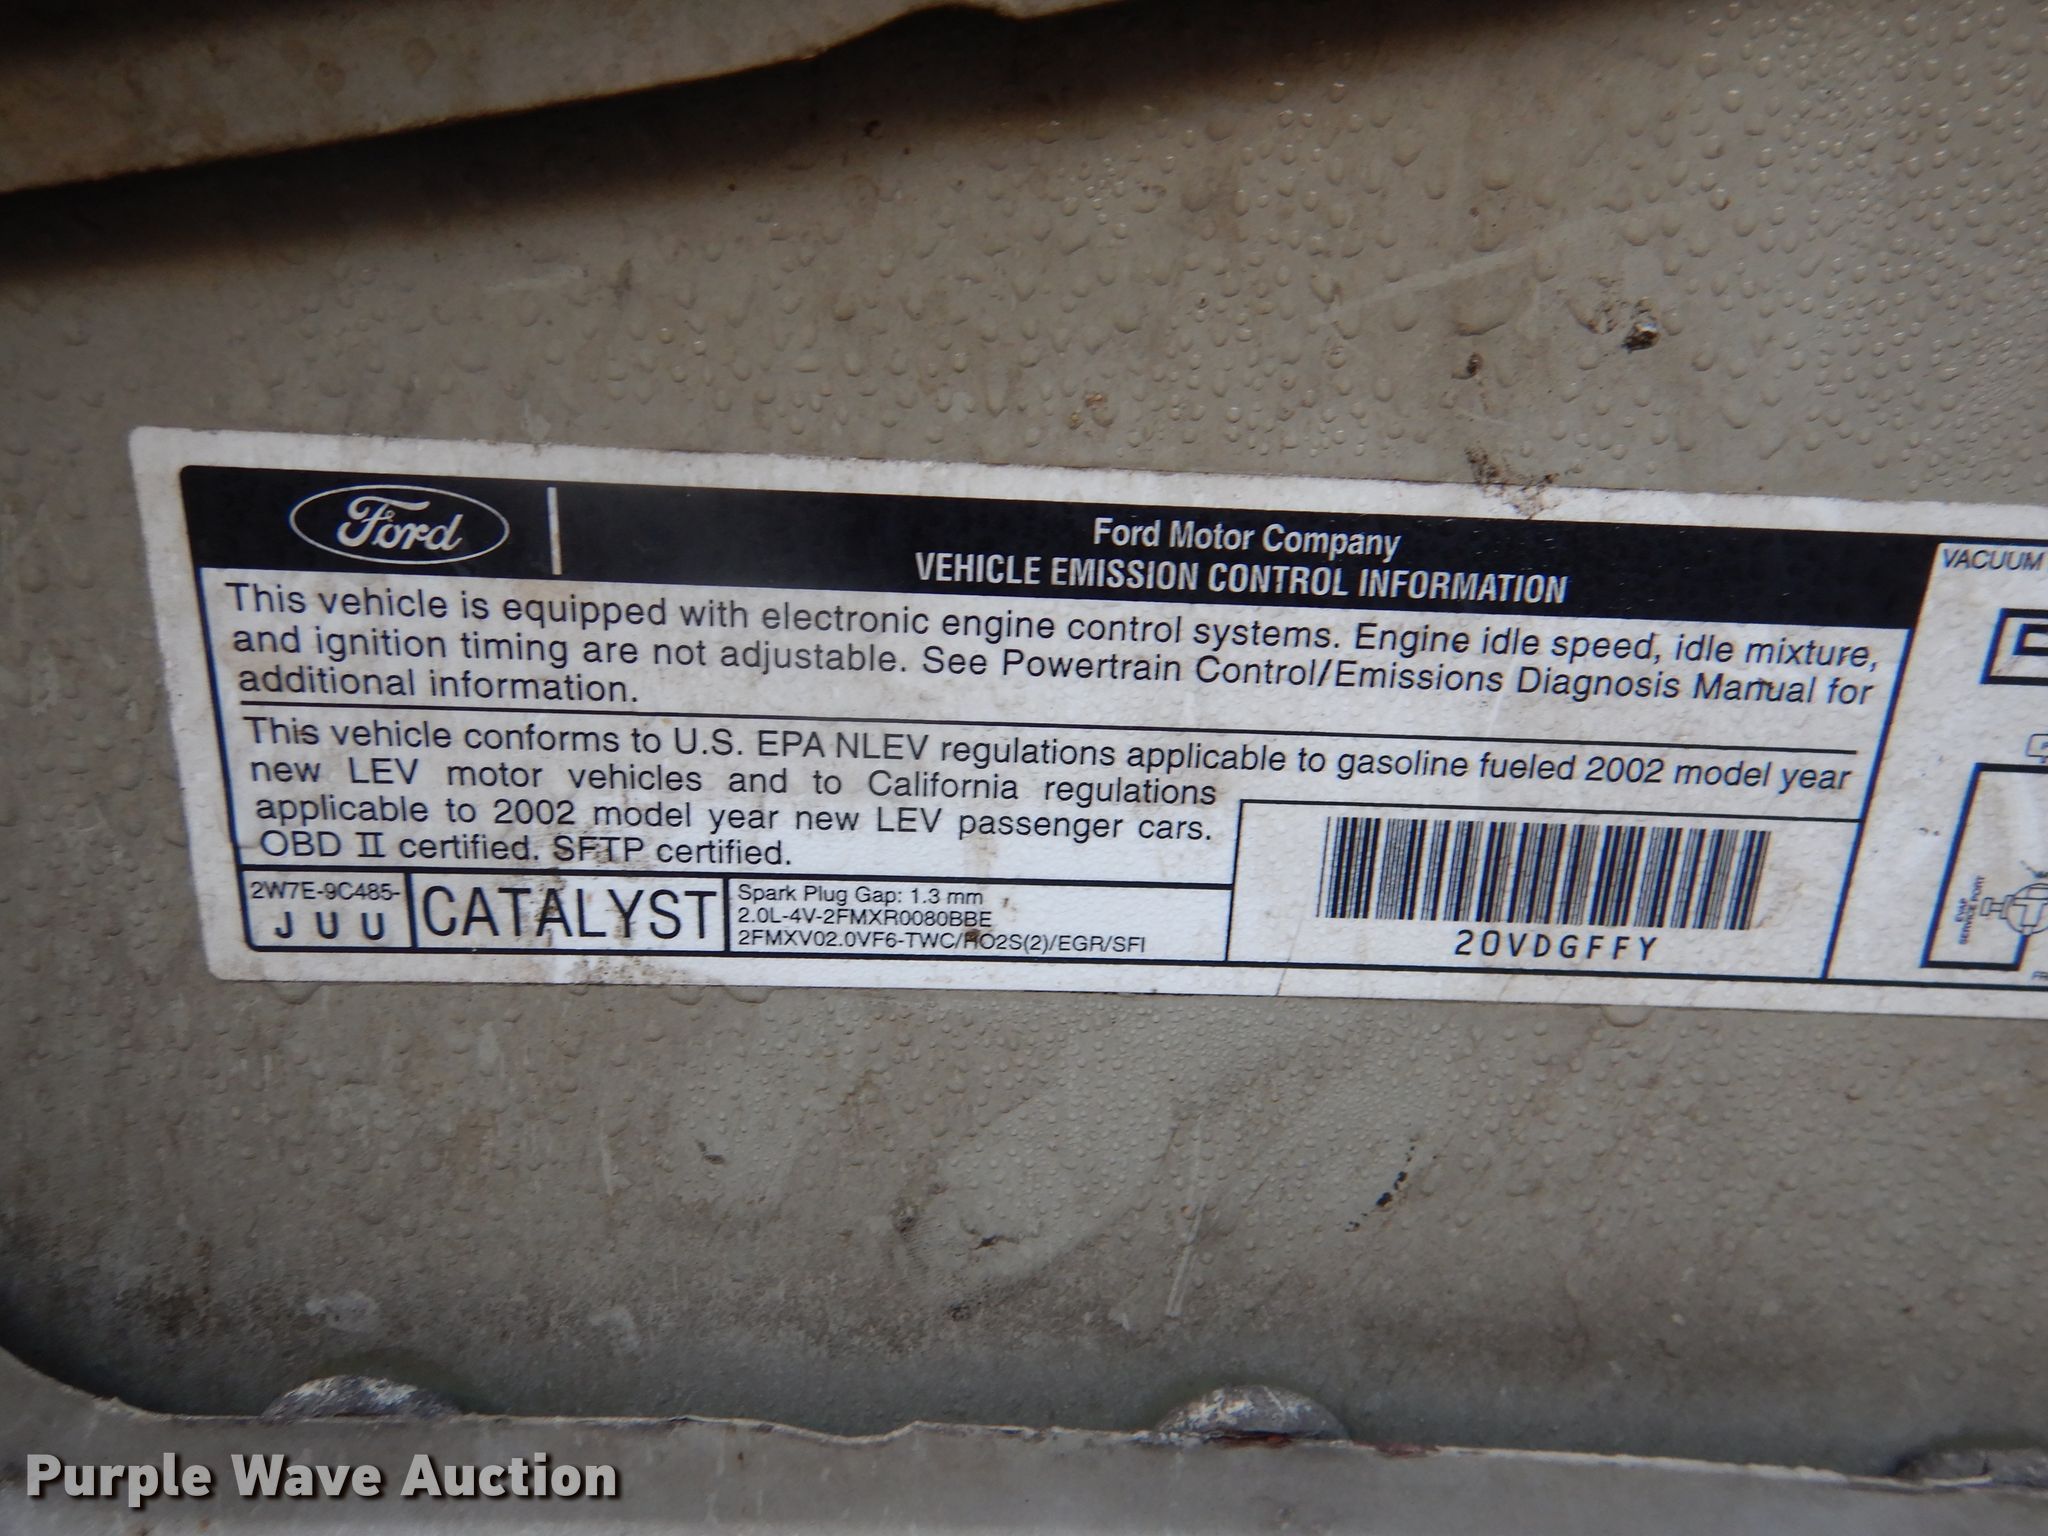 Ford
Ford Motor Company
VEHICLE EMISSION CONTROL INFORMATION
This vehicle is equipped with electronic engine control systems. Engine idle speed, idle mixture,
and ignition timing are not adjustable. See Powertrain Control/Emissions Diagnosis Manual for
additional information.
This vehicle conforms to U.S. EPA NLEV regulations applicable to gasoline fueled 2002 model year
new LEV motor vehicles and to California regulations
applicable to 2002 model year new LEV passenger cars.
OBD II certified. SFTP certified.
2W7E-9C485-
JUU
CATALYST
Spark Plug Gap: 1.3 mm
2.0L-4V-2FMXR0080BBE
2FMXV02.0VF6-TWC/HO2S(2)/EGR/SFI
20VDGFFY
VACUUM
EVAP
SERVICE PORT
Purple Wave Auction